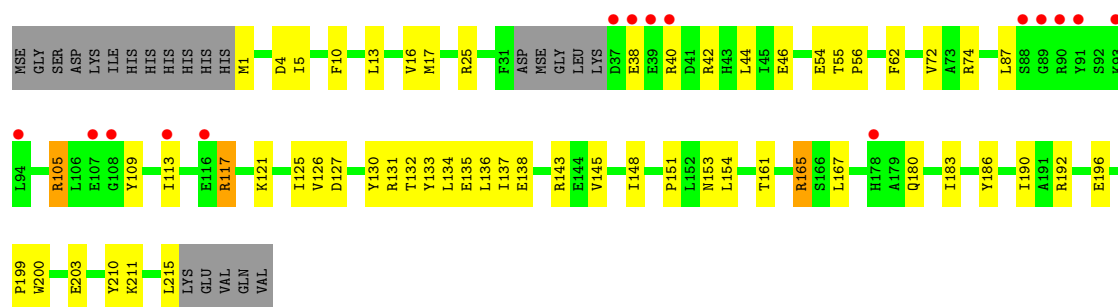 MSE GLY SER ASP LYS ILE HIS HIS HIS HIS HIS HIS M1 D4 I5 F10 L13 V16 M17 R25 F31 ASP MSE GLY LEU LYS D37 E38 E39 R40 D41 R42 H43 L44 I45 E46 E54 T55 P56 F62 V72 A73 R74 L87 S88 G89 R90 Y91 S92 K93
L94 R105 L106 E107 G108 Y109 I113 E116 R117 K121 I125 V126 D127 Y130 R131 T132 Y133 L134 E135 L136 I137 E138 R143 E144 V145 I148 P151 L152 N153 L154 T161 R165 S166 L167 H178 A179 Q180 I183 Y186 I190 A191 R192 E196
P199 W200 E203 Y210 K211 L215 LYS GLU VAL GLN VAL